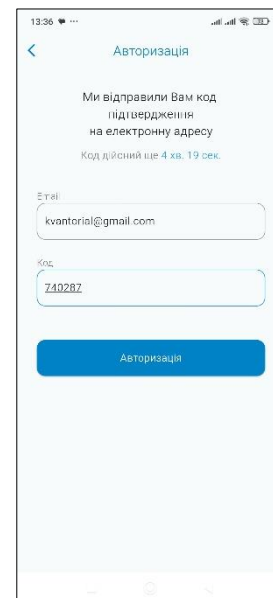 13:36
Авторизація
Ми відправили Вам код
підтвердження
на електронну адресу
Код дійсний ще 4 хв. 19 сек.
Email
kvantorial@gmail.com
Код
740287
Авторизація